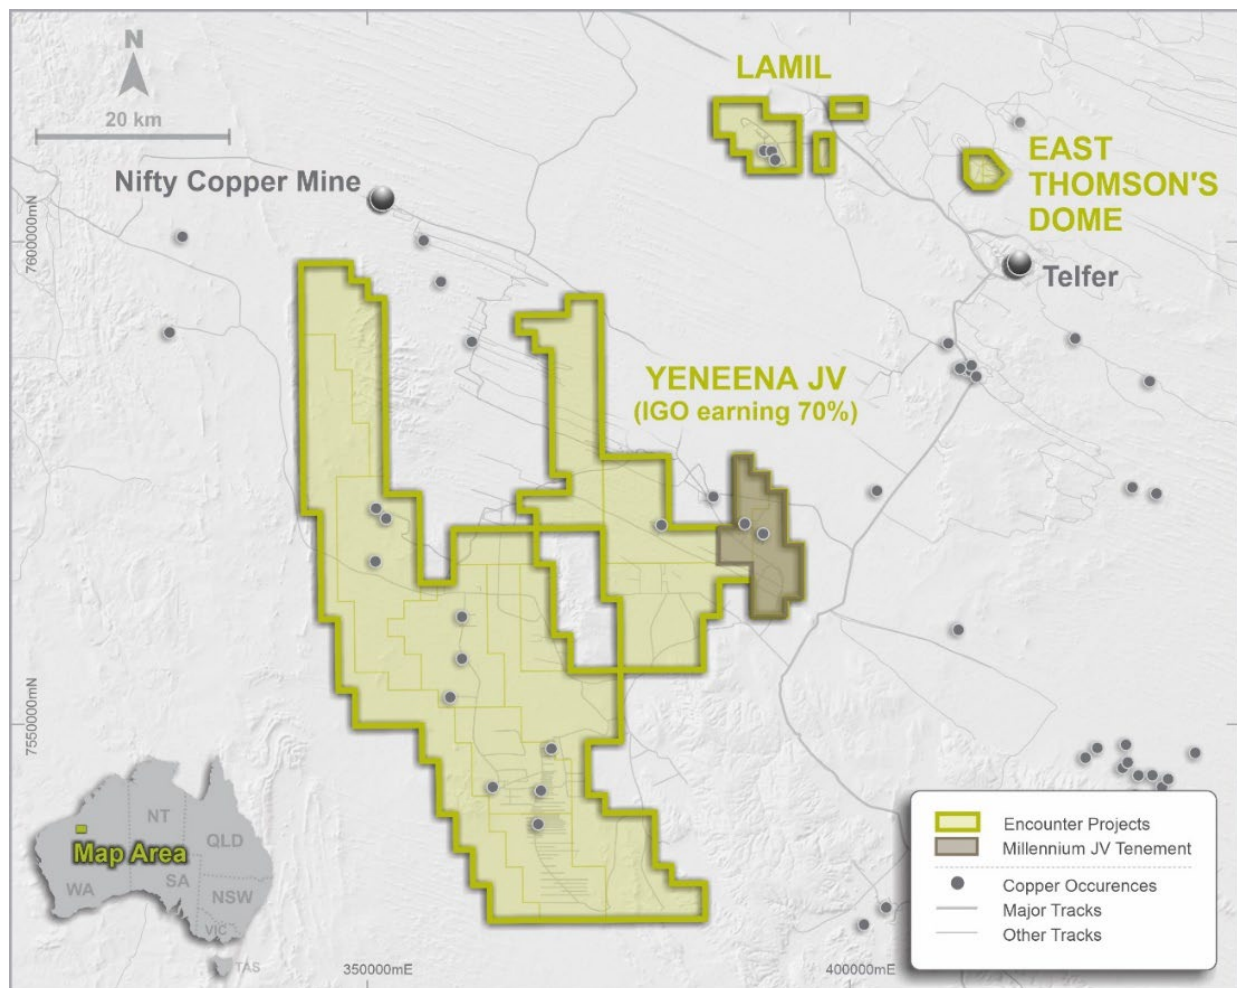 N
20 km
LAMIL
EAST
THOMSON'S
DOME
Nifty Copper Mine
Telfer
7600000mN
YENEENA JV
(IGO earning 70%)
7550000mN
NT
QLD
Map Area
WA
SA
NSW
VIC
TAS
Encounter Projects
Millennium JV Tenement
Copper Occurences
Major Tracks
Other Tracks
350000mE
400000mE